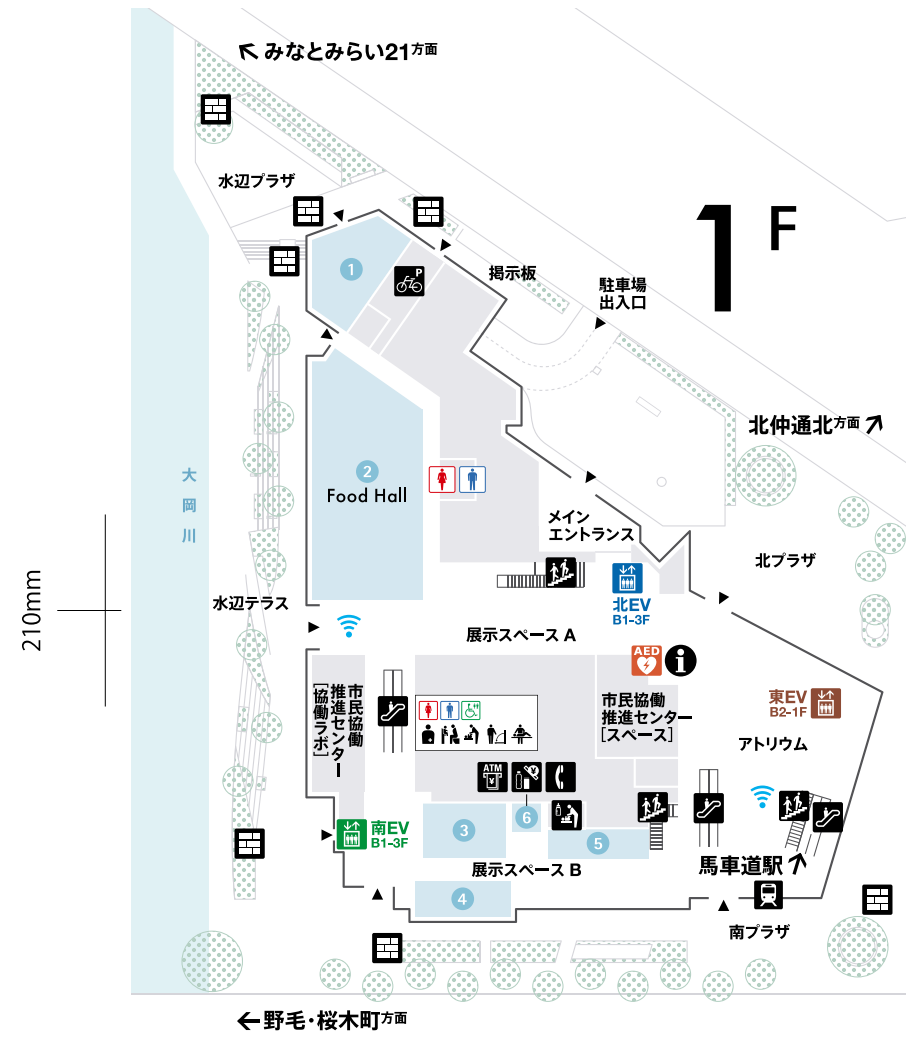 みなとみらい21方面
水辺プラザ
1F
1
P
掲示板
駐車場
出入口
北仲通北方面
大岡川
2
Food Hall
メイン
エントランス
北プラザ
210mm
水辺テラス
北EV
B1-3F
展示スペース A
AED
i
市民協働
推進センター
[協働ラボ]
市民協働
推進センター
[スペース]
東EV
B2-1F
アトリウム
ATM
¥
6
3
5
南EV
B1-3F
展示スペース B
馬車道駅
4
南プラザ
野毛・桜木町方面